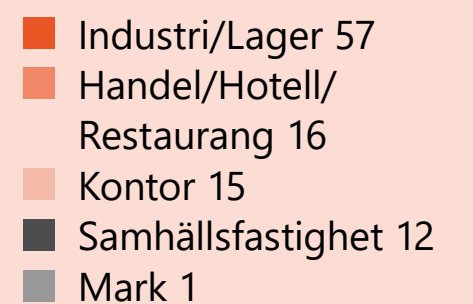 Industri/Lager 57
Handel/Hotell/
Restaurang 16
Kontor 15
Samhällsfastighet 12
Mark 1